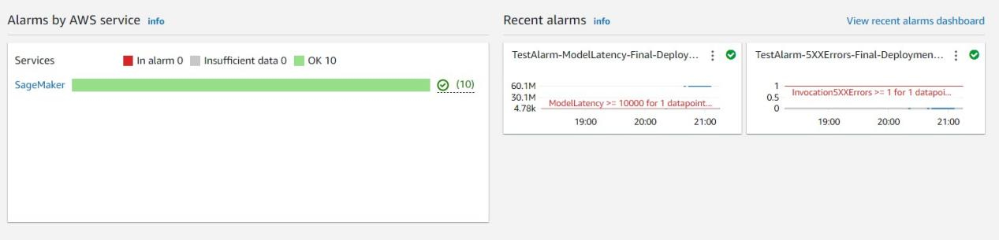 Alarms by AWS service info
Services In alarm 0 Insufficient data 0 OK 10
SageMaker (10)
Recent alarms info View recent alarms dashboard
TestAlarm-ModelLatency-Final-Deploy...
60.1M
30.1M
4.78k
ModelLatency >= 10000 for 1 datapoint...
19:00 20:00 21:00
TestAlarm-5XXErrors-Final-Deploymen...
1
0.5
0
Invocation5XXErrors >= 1 for 1 datapoi...
19:00 20:00 21:00